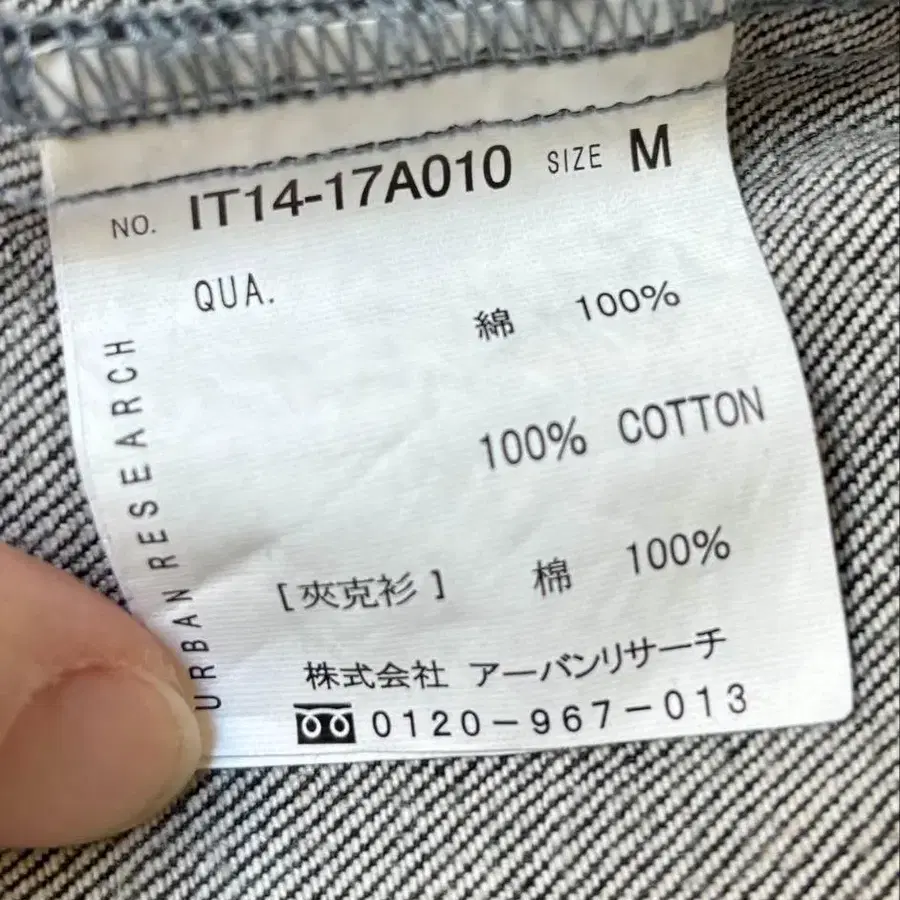 NO. IT14-17A010 SIZE M
QUA.
綿 100%
100% COTTON
[夾克衫] 棉 100%
株式会社 アーバンリサーチ
0120-967-013
URBAN RESEARCH